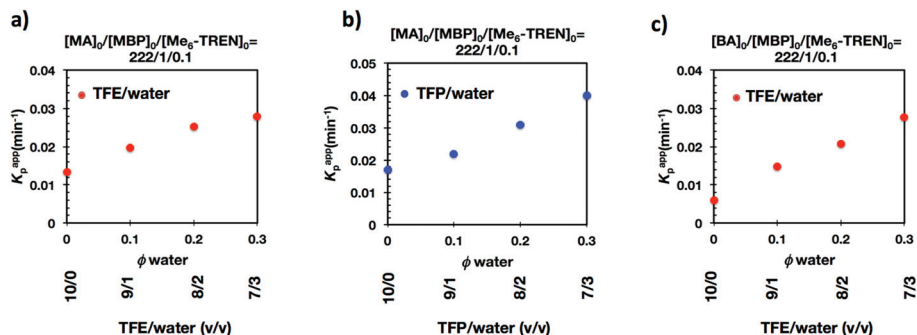 a)
[MA]₀/[MBP]₀/[Me₆-TREN]₀=
222/1/0.1
0.04
0.03
0.02
0.01
0
TFE/water
Kₚᵃᵖᵖ(min⁻¹)
0 0.1 0.2 0.3
ϕ water
10/0 9/1 8/2 7/3
TFE/water (v/v)
b)
[MA]₀/[MBP]₀/[Me₆-TREN]₀=
222/1/0.1
0.05
0.04
0.03
0.02
0.01
0
TFP/water
Kₚᵃᵖᵖ(min⁻¹)
0 0.1 0.2 0.3
ϕ water
10/0 9/1 8/2 7/3
TFP/water (v/v)
c)
[BA]₀/[MBP]₀/[Me₆-TREN]₀=
222/1/0.1
0.04
0.03
0.02
0.01
0
TFE/water
Kₚᵃᵖᵖ(min⁻¹)
0 0.1 0.2 0.3
ϕ water
10/0 9/1 8/2 7/3
TFE/water (v/v)